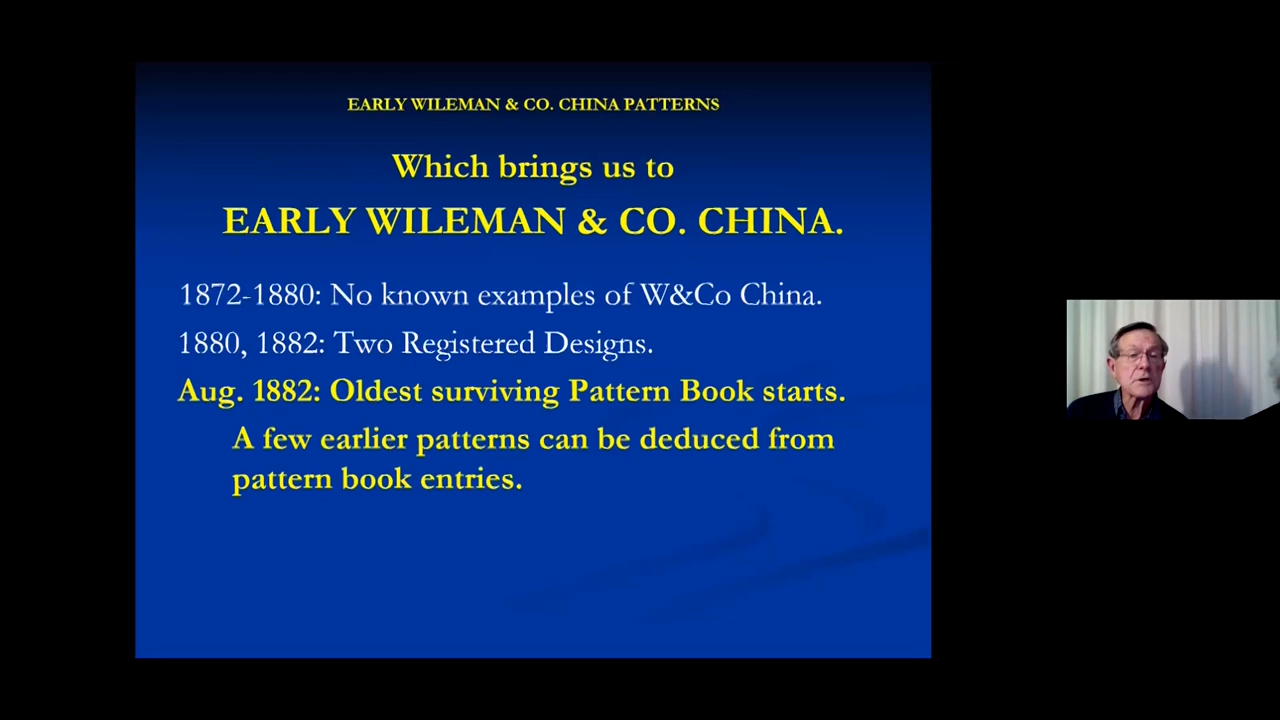 EARLY WILEMAN & CO. CHINA PATTERNS
Which brings us to
EARLY WILEMAN & CO. CHINA.
1872-1880: No known examples of W&Co China.
1880, 1882: Two Registered Designs.
Aug. 1882: Oldest surviving Pattern Book starts.
A few earlier patterns can be deduced from
pattern book entries.